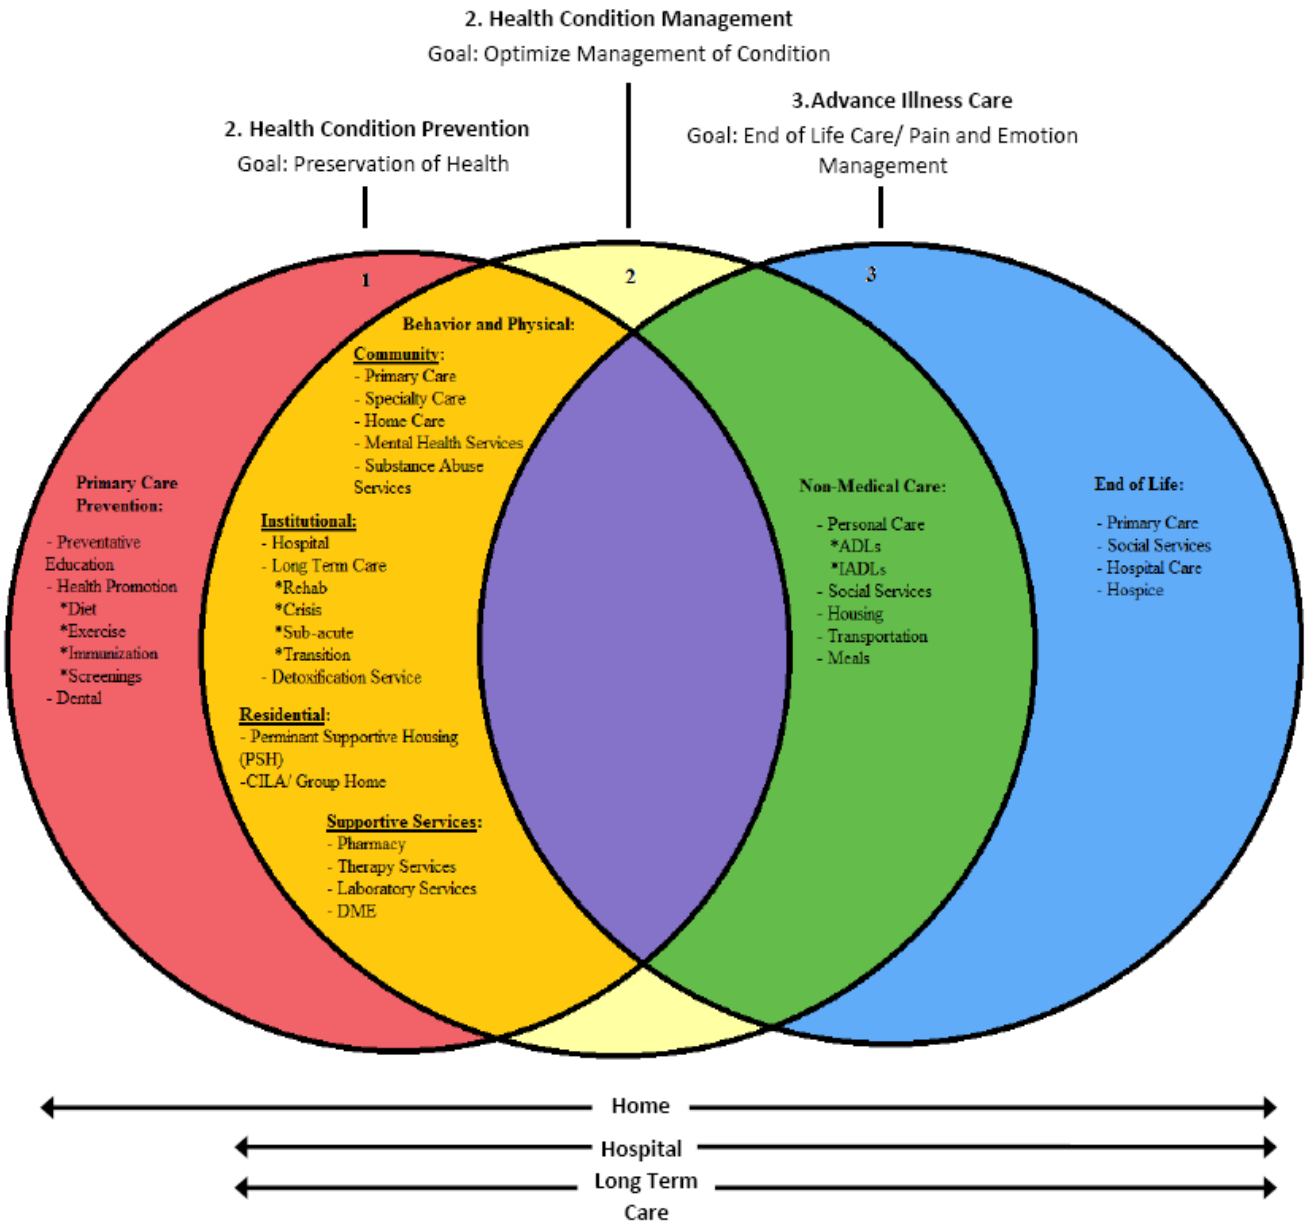 2. Health Condition Management
Goal: Optimize Management of Condition
3.Advance Illness Care
Goal: End of Life Care/ Pain and Emotion
Management
2. Health Condition Prevention
Goal: Preservation of Health
1
2
3
Primary Care
Prevention:
- Preventative
Education
- Health Promotion
*Diet
*Exercise
*Immunization
*Screenings
- Dental
Behavior and Physical:
Community:
- Primary Care
- Specialty Care
- Home Care
- Mental Health Services
- Substance Abuse
Services
Institutional:
- Hospital
- Long Term Care
*Rehab
*Crisis
*Sub-acute
*Transition
- Detoxification Service
Residential:
- Perminant Supportive Housing
(PSH)
-CILA/ Group Home
Supportive Services:
- Pharmacy
- Therapy Services
- Laboratory Services
- DME
Non-Medical Care:
- Personal Care
*ADLs
*IADLs
- Social Services
- Housing
- Transportation
- Meals
End of Life:
- Primary Care
- Social Services
- Hospital Care
- Hospice
Home
Hospital
Long Term
Care